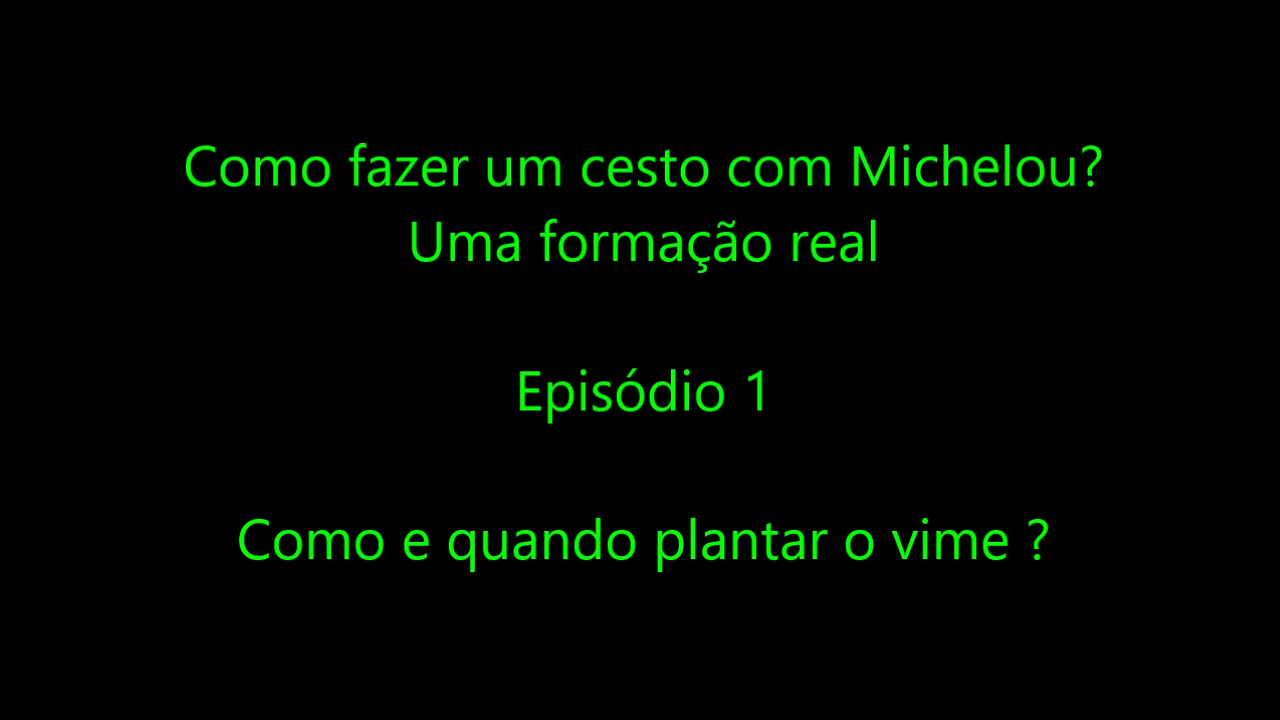 Como fazer um cesto com Michelou?
Uma formação real
Episódio 1
Como e quando plantar o vime ?